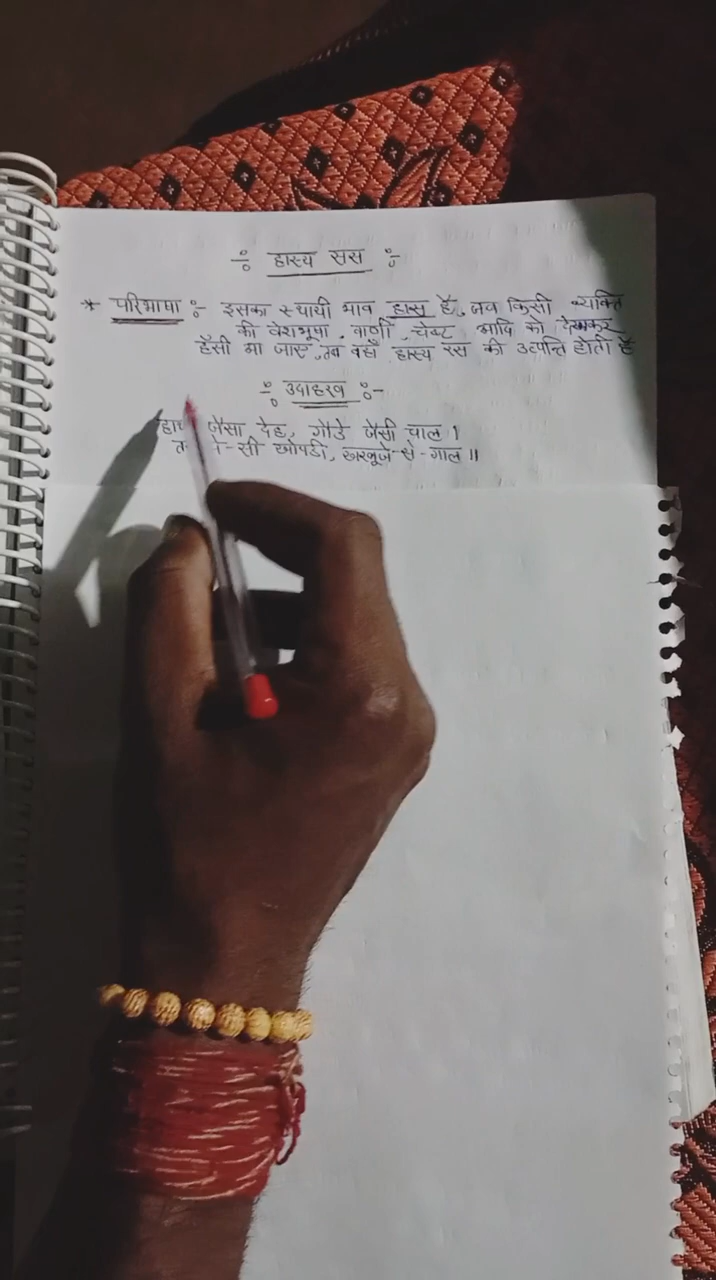 हास्य रस
* परिभाषा :- इसका स्थायी भाव हास है, जब किसी व्यक्ति
की वेशभूषा, वाणी, चेष्ट आदि को देखकर
हँसी आ जाए, तब वहाँ हास्य रस की उत्पत्ति होती है
उदाहरण :-
जैसा देह, गैंडे जैसी चाल।
सी खोपडी, खरबूजे-से-गाल॥